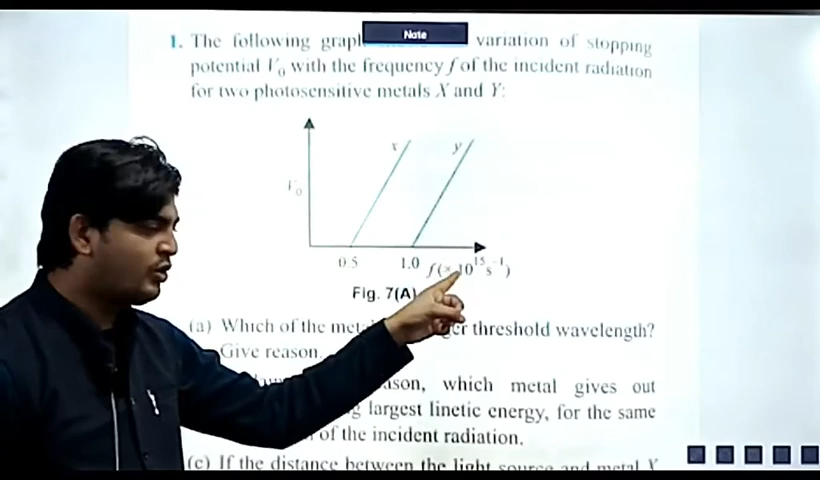 Note
1. The following grap variation of stopping
potential V₀ with the frequency f of the incident radiation
for two photosensitive metals X and Y:
x
y
V₀
0.5
1.0
f(×10¹⁵s⁻¹)
Fig. 7(A)
(a) Which of the met threshold wavelength?
Give reason.
which metal gives out
largest linetic energy, for the same
of the incident radiation.
(c) If the distance between the light source and metal X